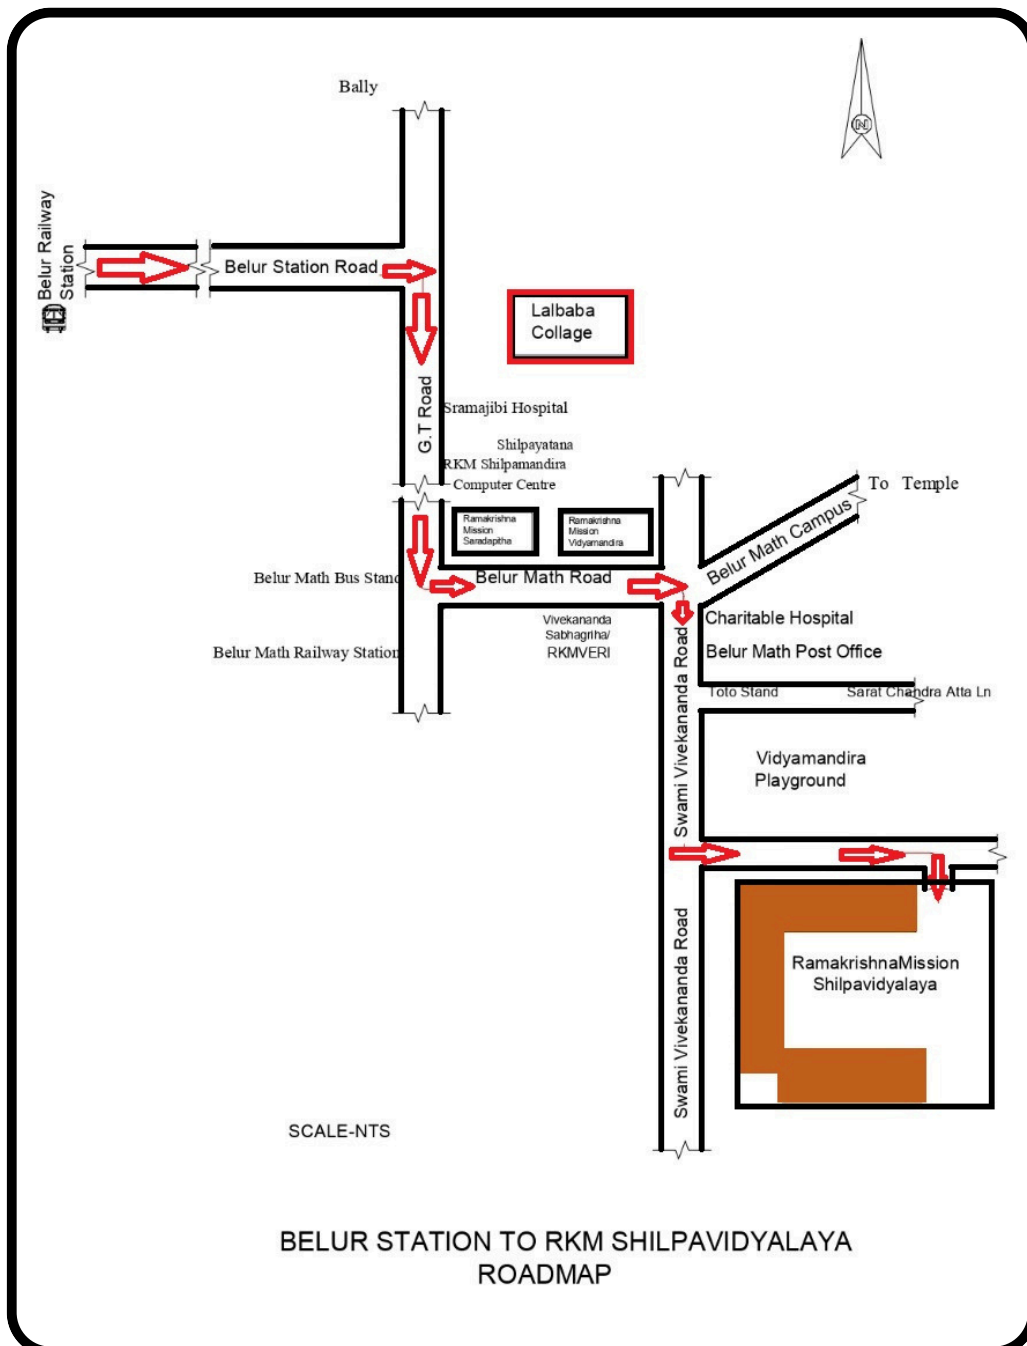 Bally
N
Belur Railway
Station
Belur Station Road
Lalbaba
Collage
G.T Road
Sramajibi Hospital
Shilpayatana
RKM Shilpamandira
Computer Centre
To Temple
Ramakrishna
Mission
Saradapitha
Ramakrishna
Mission
Vidyamandira
Belur Math Campus
Belur Math Bus Stand
Belur Math Road
Vivekananda
Sabhagriha/
RKMVERI
Charitable Hospital
Belur Math Railway Station
Belur Math Post Office
Swami Vivekananda Road
Toto Stand
Sarat Chandra Atta Ln
Vidyamandira
Playground
Swami Vivekananda Road
RamakrishnaMission
Shilpavidyalaya
SCALE-NTS
BELUR STATION TO RKM SHILPAVIDYALAYA
ROADMAP